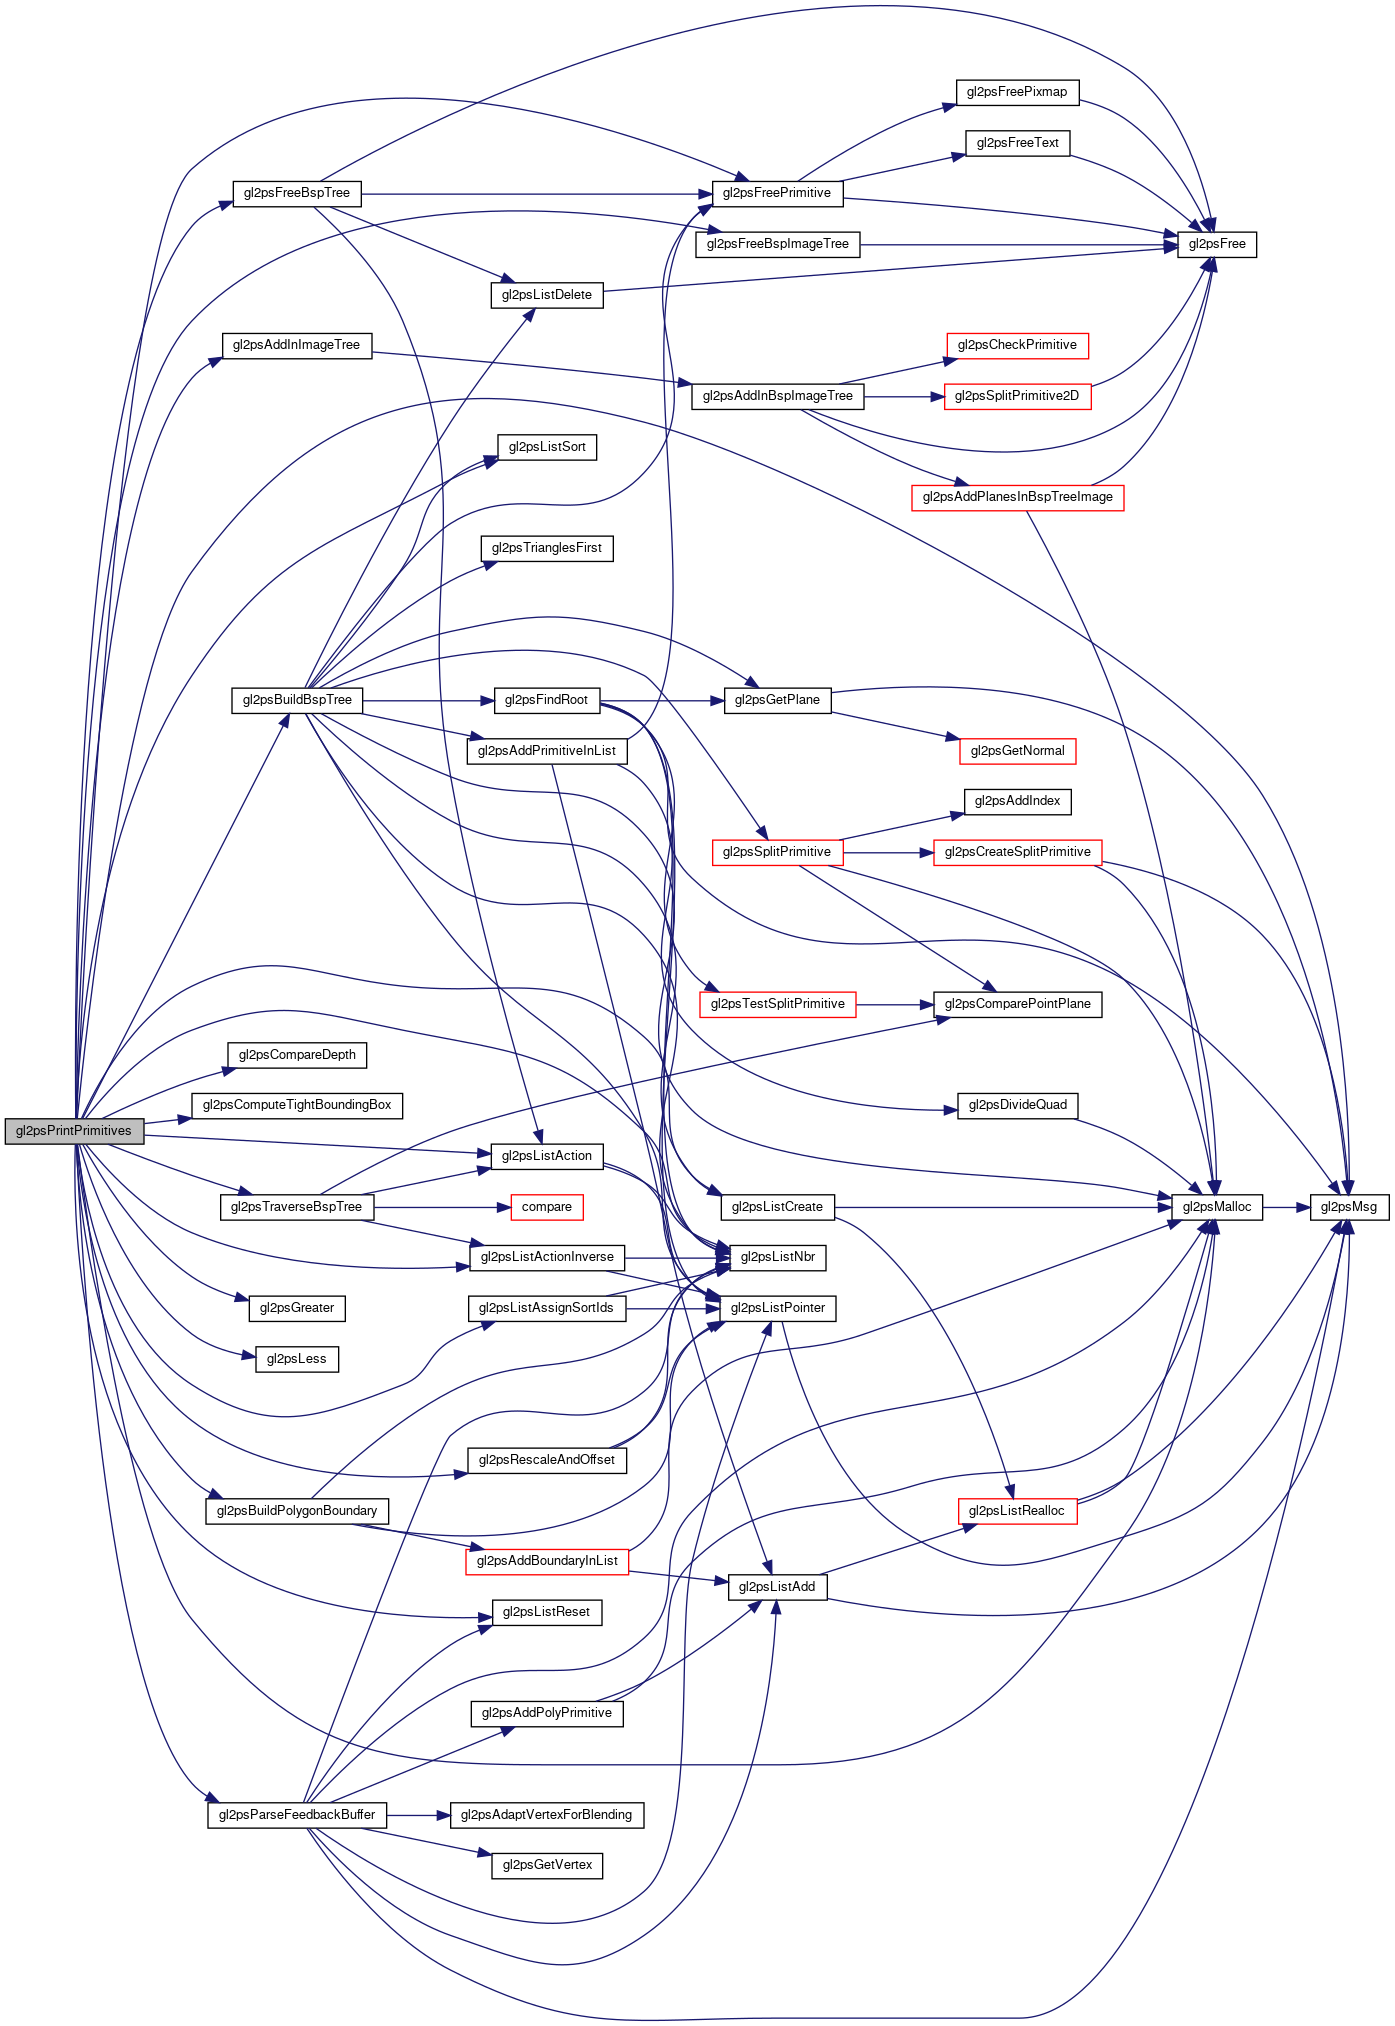 gl2psFreePixmap
gl2psFreeText
gl2psFreeBspTree
gl2psFreePrimitive
gl2psFreeBspImageTree
gl2psFree
gl2psListDelete
gl2psAddInImageTree
gl2psCheckPrimitive
gl2psAddInBspImageTree
gl2psSplitPrimitive2D
gl2psListSort
gl2psAddPlanesInBspTreeImage
gl2psTrianglesFirst
gl2psBuildBspTree
gl2psFindRoot
gl2psGetPlane
gl2psAddPrimitiveInList
gl2psGetNormal
gl2psAddIndex
gl2psSplitPrimitive
gl2psCreateSplitPrimitive
gl2psTestSplitPrimitive
gl2psComparePointPlane
gl2psCompareDepth
gl2psComputeTightBoundingBox
gl2psDivideQuad
gl2psPrintPrimitives
gl2psListAction
gl2psTraverseBspTree
compare
gl2psListCreate
gl2psMalloc
gl2psMsg
gl2psListActionInverse
gl2psListNbr
gl2psGreater
gl2psListAssignSortIds
gl2psListPointer
gl2psLess
gl2psRescaleAndOffset
gl2psBuildPolygonBoundary
gl2psListRealloc
gl2psAddBoundaryInList
gl2psListAdd
gl2psListReset
gl2psAddPolyPrimitive
gl2psParseFeedbackBuffer
gl2psAdaptVertexForBlending
gl2psGetVertex